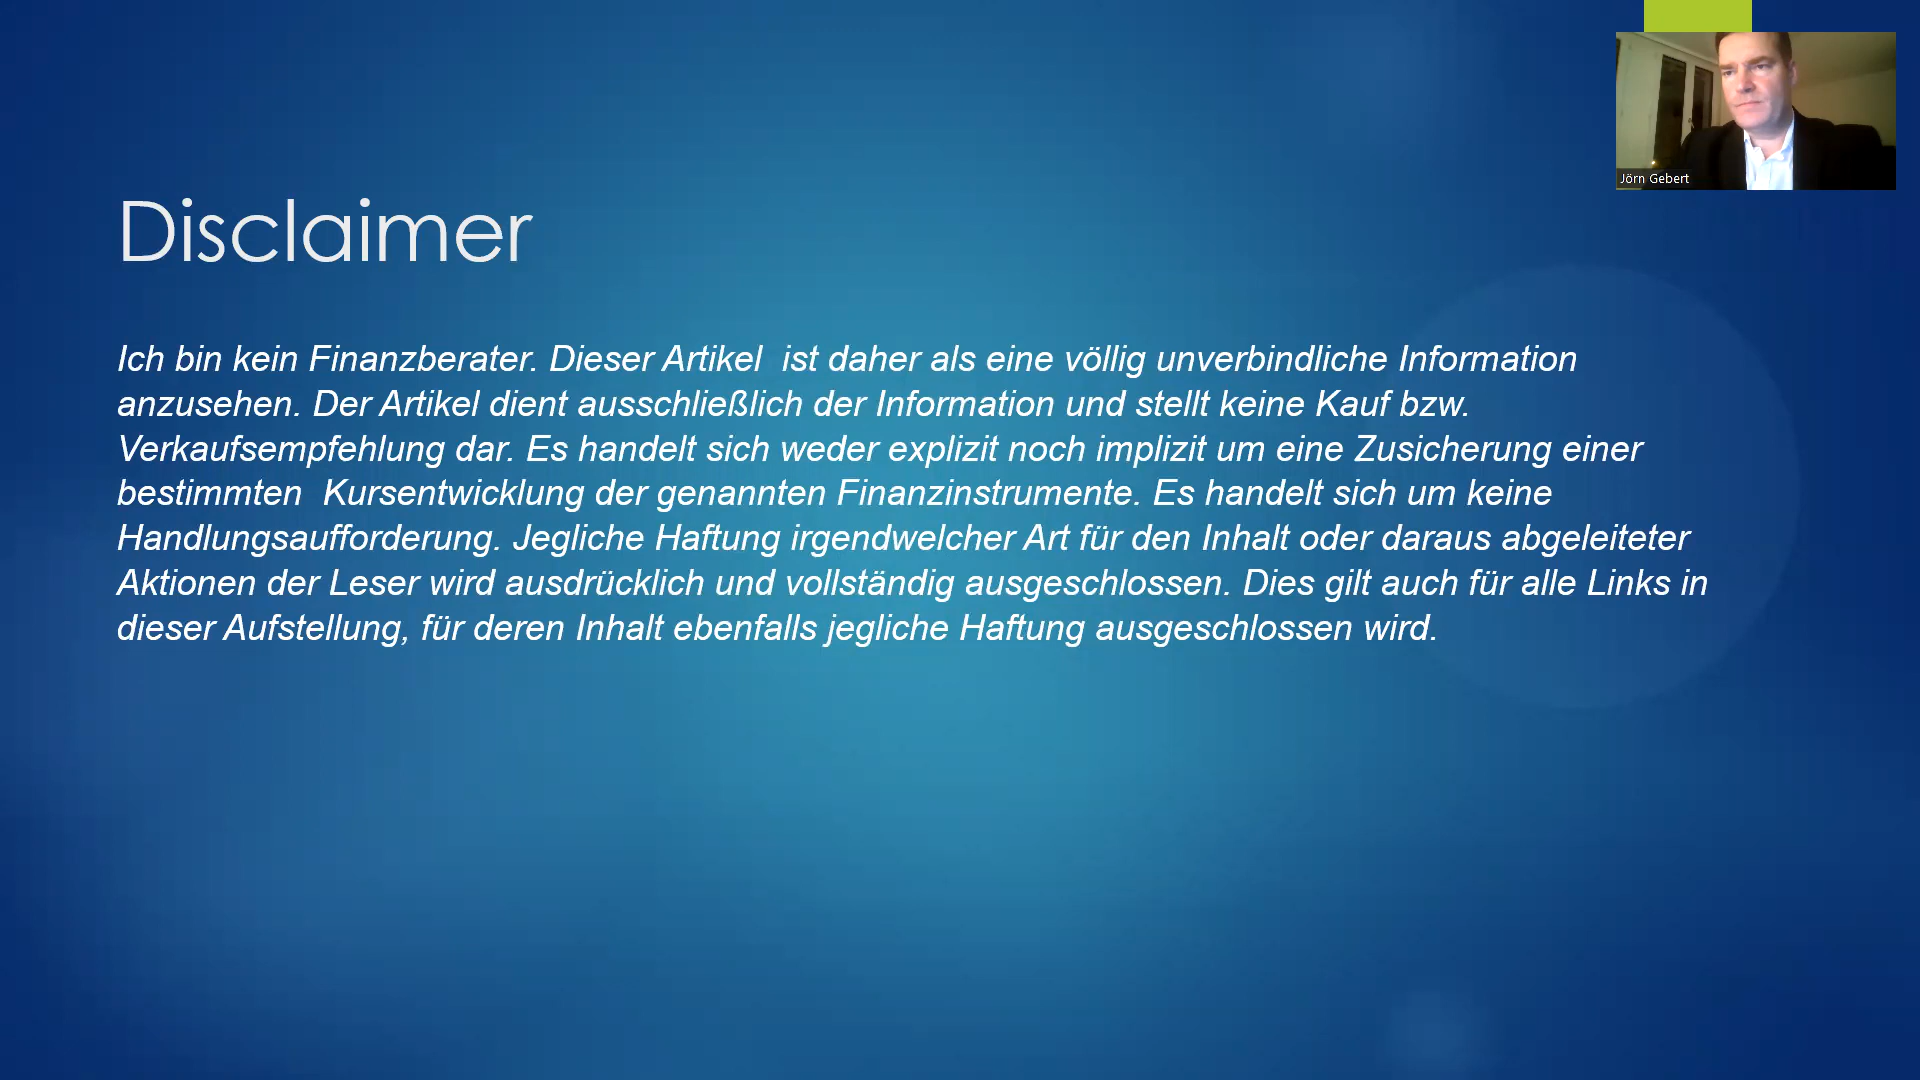 Jörn Gebert
Disclaimer
Ich bin kein Finanzberater. Dieser Artikel  ist daher als eine völlig unverbindliche Information
anzusehen. Der Artikel dient ausschließlich der Information und stellt keine Kauf bzw.
Verkaufsempfehlung dar. Es handelt sich weder explizit noch implizit um eine Zusicherung einer
bestimmten  Kursentwicklung der genannten Finanzinstrumente. Es handelt sich um keine
Handlungsaufforderung. Jegliche Haftung irgendwelcher Art für den Inhalt oder daraus abgeleiteter
Aktionen der Leser wird ausdrücklich und vollständig ausgeschlossen. Dies gilt auch für alle Links in
dieser Aufstellung, für deren Inhalt ebenfalls jegliche Haftung ausgeschlossen wird.